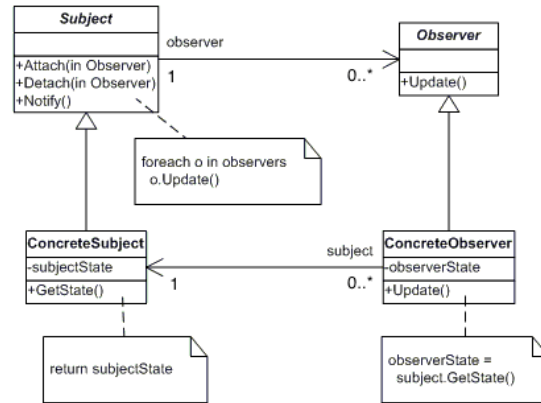 Subject
+Attach(in Observer)
+Detach(in Observer)
+Notify()
observer
1
0..*
Observer
+Update()
foreach o in observers
o.Update()
ConcreteSubject
-subjectState
+GetState()
subject
1
0..*
ConcreteObserver
-observerState
+Update()
return subjectState
observerState =
subject.GetState()